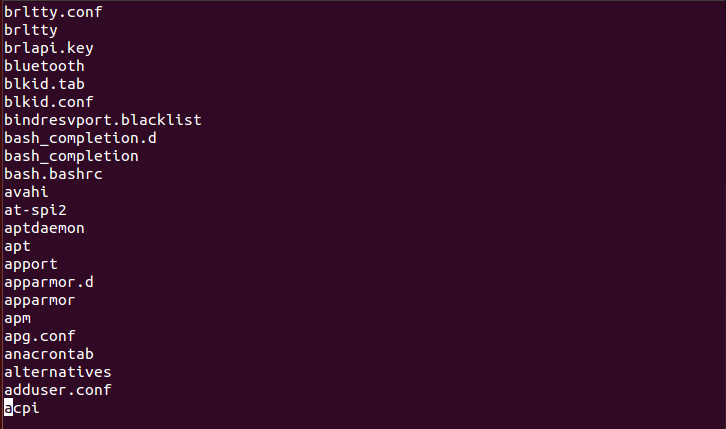 brltty.conf
brltty
brlapi.key
bluetooth
blkid.tab
blkid.conf
bindresvport.blacklist
bash_completion.d
bash_completion
bash.bashrc
avahi
at-spi2
aptdaemon
apt
apport
apparmor.d
apparmor
apm
apg.conf
anacrontab
alternatives
adduser.conf
acpi